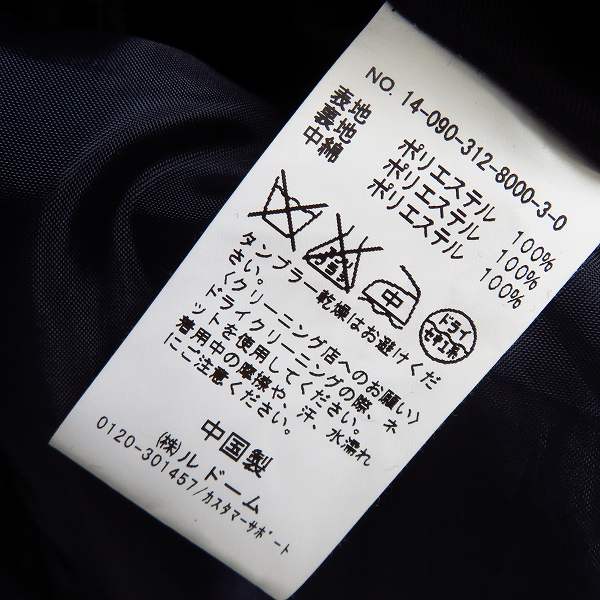 NO. 14-090-312-8000-3-0
表地 ポリエステル 100%
裏地 ポリエステル 100%
中綿 ポリエステル 100%
エンソサラシ
中
ドライ
セキユ系
タンブラー乾燥はお避けくだ
さい。
〈クリーニング店へのお願い〉
ドライクリーニングの際、ネ
ットを使用してください。
着用中の摩擦や、汗、水濡れ
にご注意ください。
中国製
(株)ルドーム
0120-301457/カスタマーサポート